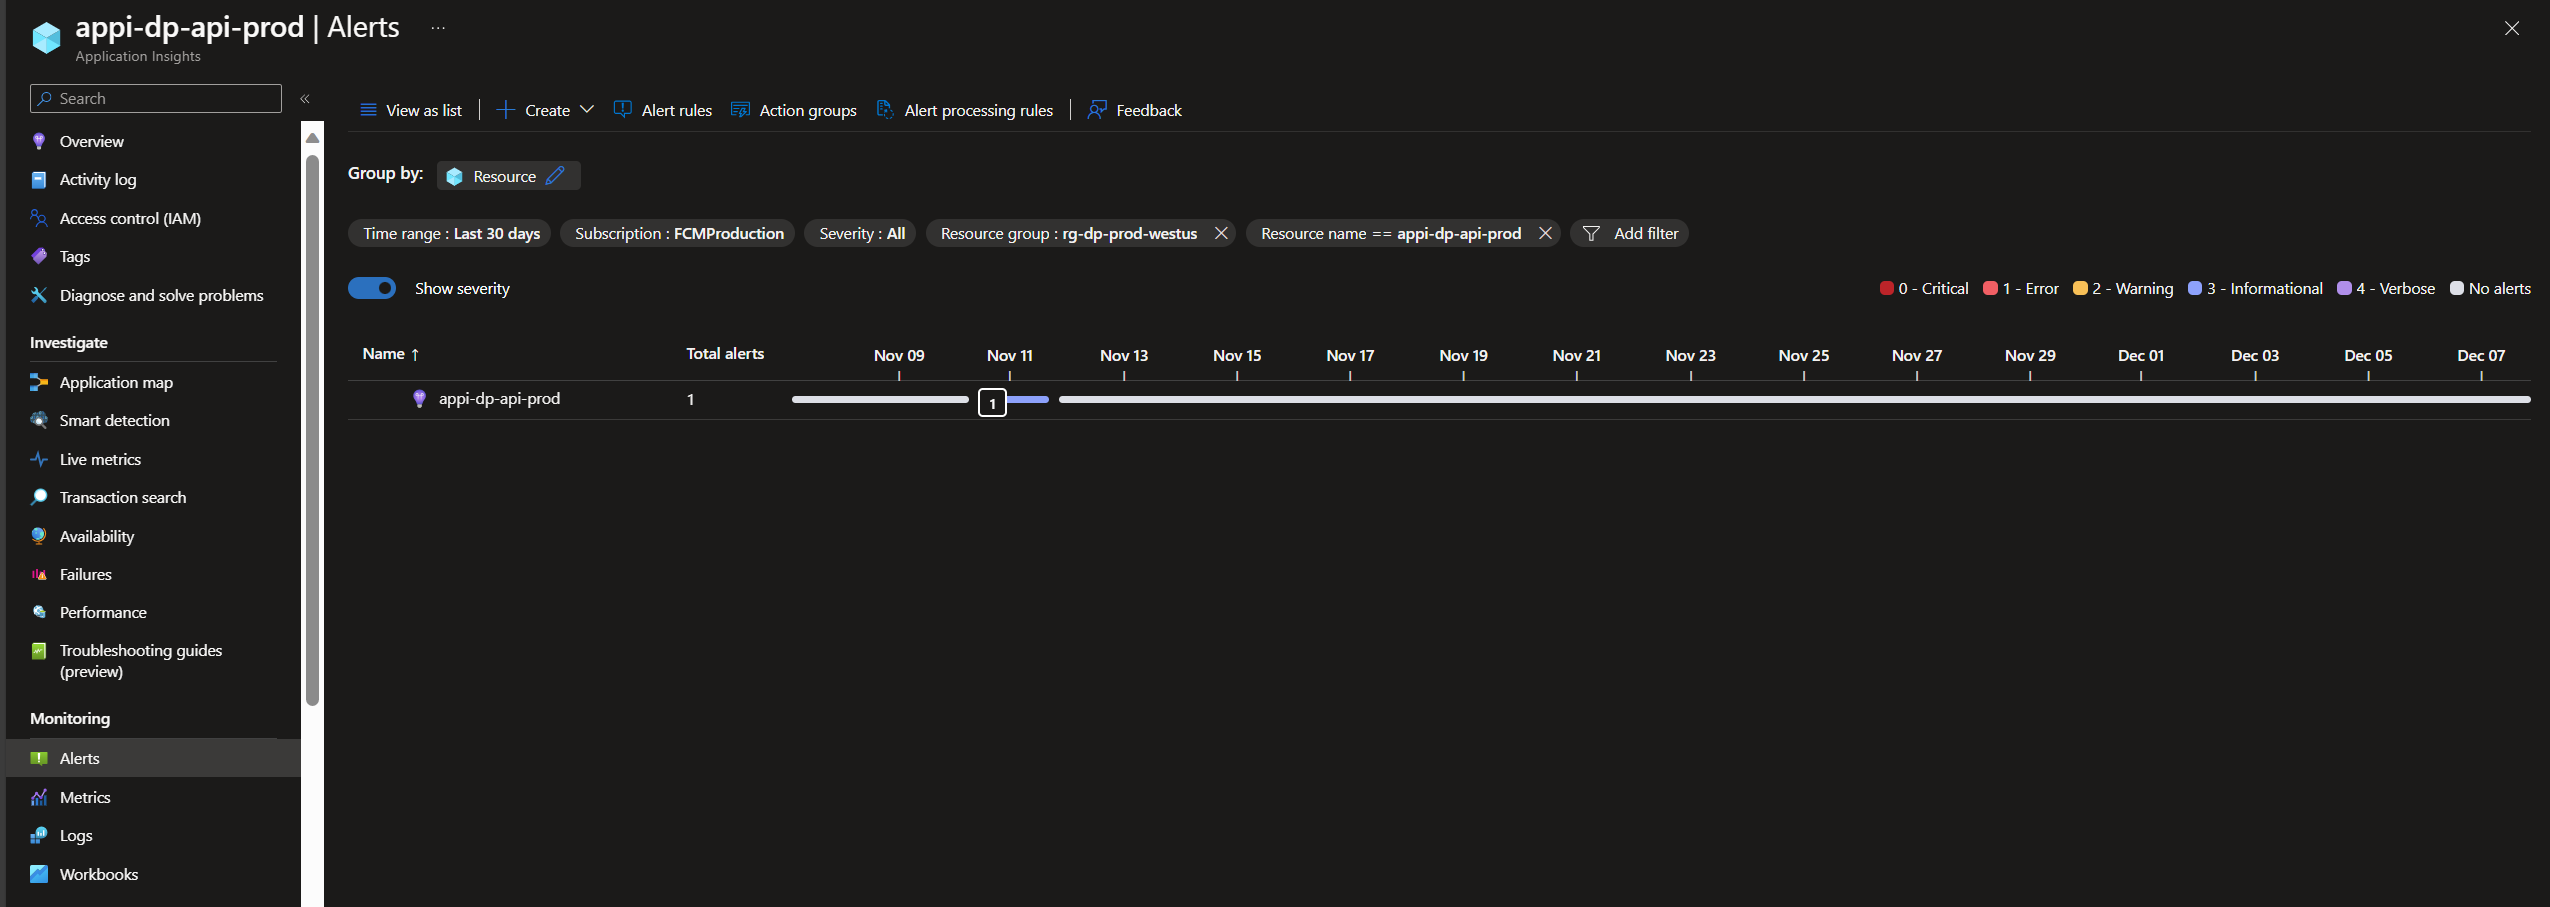 appi-dp-api-prod | Alerts ...
Application Insights
Search «
View as list | Create Alert rules Action groups Alert processing rules | Feedback
Overview
Activity log
Access control (IAM)
Tags
Diagnose and solve problems
Investigate
Application map
Smart detection
Live metrics
Transaction search
Availability
Failures
Performance
Troubleshooting guides
(preview)
Monitoring
Alerts
Metrics
Logs
Workbooks
Group by: Resource
Time range : Last 30 days Subscription : FCMProduction Severity : All Resource group : rg-dp-prod-westus Resource name == appi-dp-api-prod Add filter
Show severity 0 - Critical 1 - Error 2 - Warning 3 - Informational 4 - Verbose No alerts
Name ↑ Total alerts Nov 09 Nov 11 Nov 13 Nov 15 Nov 17 Nov 19 Nov 21 Nov 23 Nov 25 Nov 27 Nov 29 Dec 01 Dec 03 Dec 05 Dec 07
appi-dp-api-prod 1 1